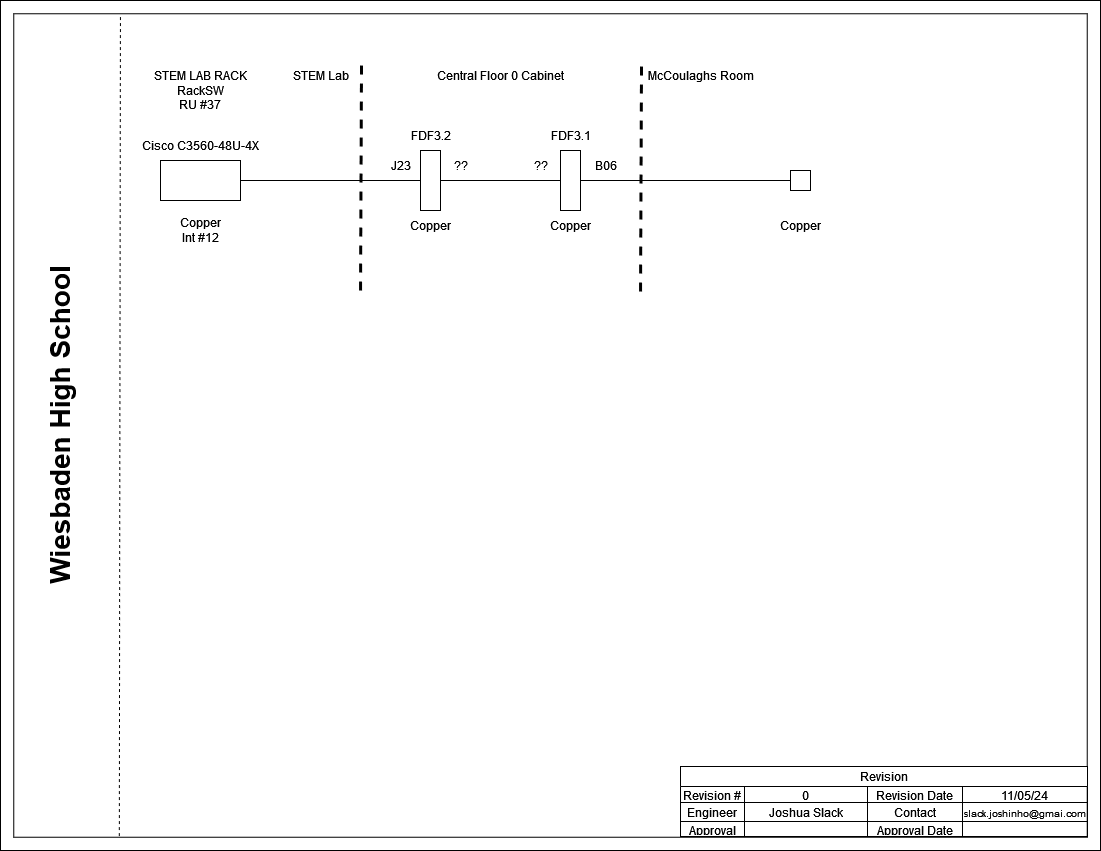 Wiesbaden High School
STEM LAB RACK
RackSW
RU #37
STEM Lab
Central Floor 0 Cabinet
McCoulaghs Room
Cisco C3560-48U-4X
Copper
Int #12
FDF3.2
J23
??
Copper
FDF3.1
??
B06
Copper
Copper
Revision
Revision # 0 Revision Date 11/05/24
Engineer Joshua Slack Contact slack.joshinho@gmai.com
Approval Approval Date